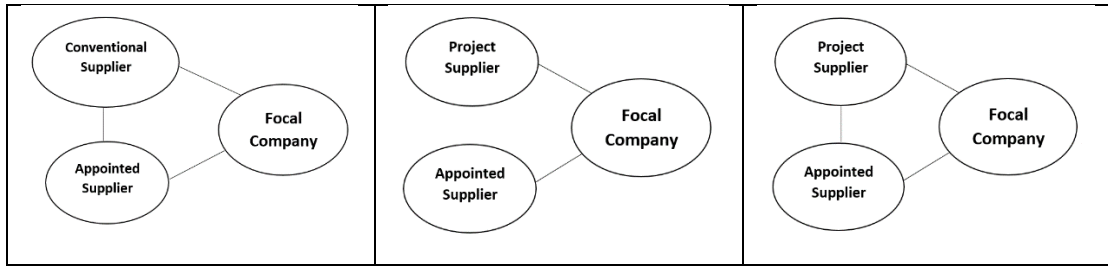 Conventional
Supplier
Focal
Company
Appointed
Supplier
Project
Supplier
Focal
Company
Appointed
Supplier
Project
Supplier
Focal
Company
Appointed
Supplier